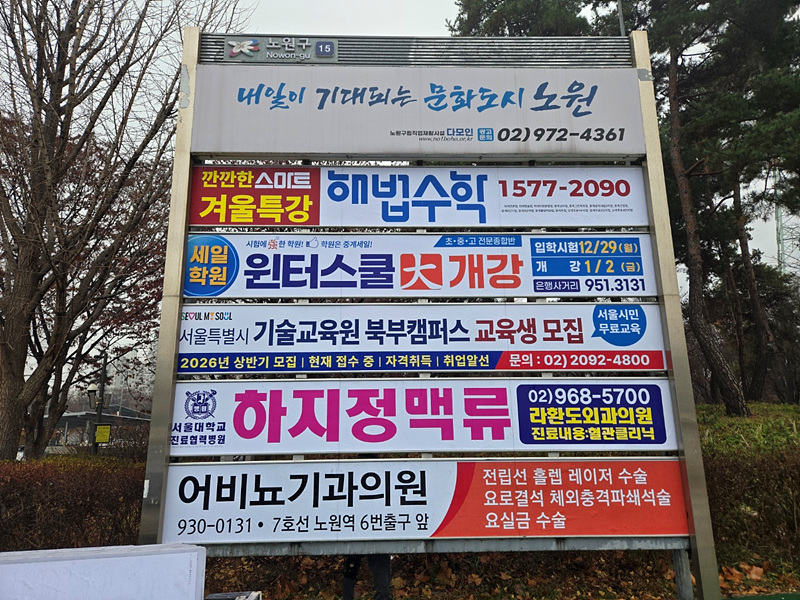 노원구 15
Nowon-gu
내일이 기대되는 문화도시 노원
다모인 02)972-4361
깐깐한스마트
겨울특강
해법수학 1577-2090
세일
학원
시험에 強한 학원! 학원은 중계세일!
초·중·고 전문종합반
윈터스쿨 大 개강
입학시험 12/29(월)
개 강 1/2(금)
은행사거리 951.3131
SEOUL MY SOUL
서울특별시 기술교육원 북부캠퍼스 교육생 모집
서울시민
무료교육
2026년 상반기 모집 | 현재 접수 중 | 자격취득 | 취업알선
문의 : 02) 2092-4800
서울대학교
진료협력병원
하지정맥류
02)968-5700
라환도외과의원
진료내용:혈관클리닉
어비뇨기과의원
930-0131 • 7호선 노원역 6번출구 앞
전립선 홀렙 레이저 수술
요로결석 체외충격파쇄석술
요실금 수술